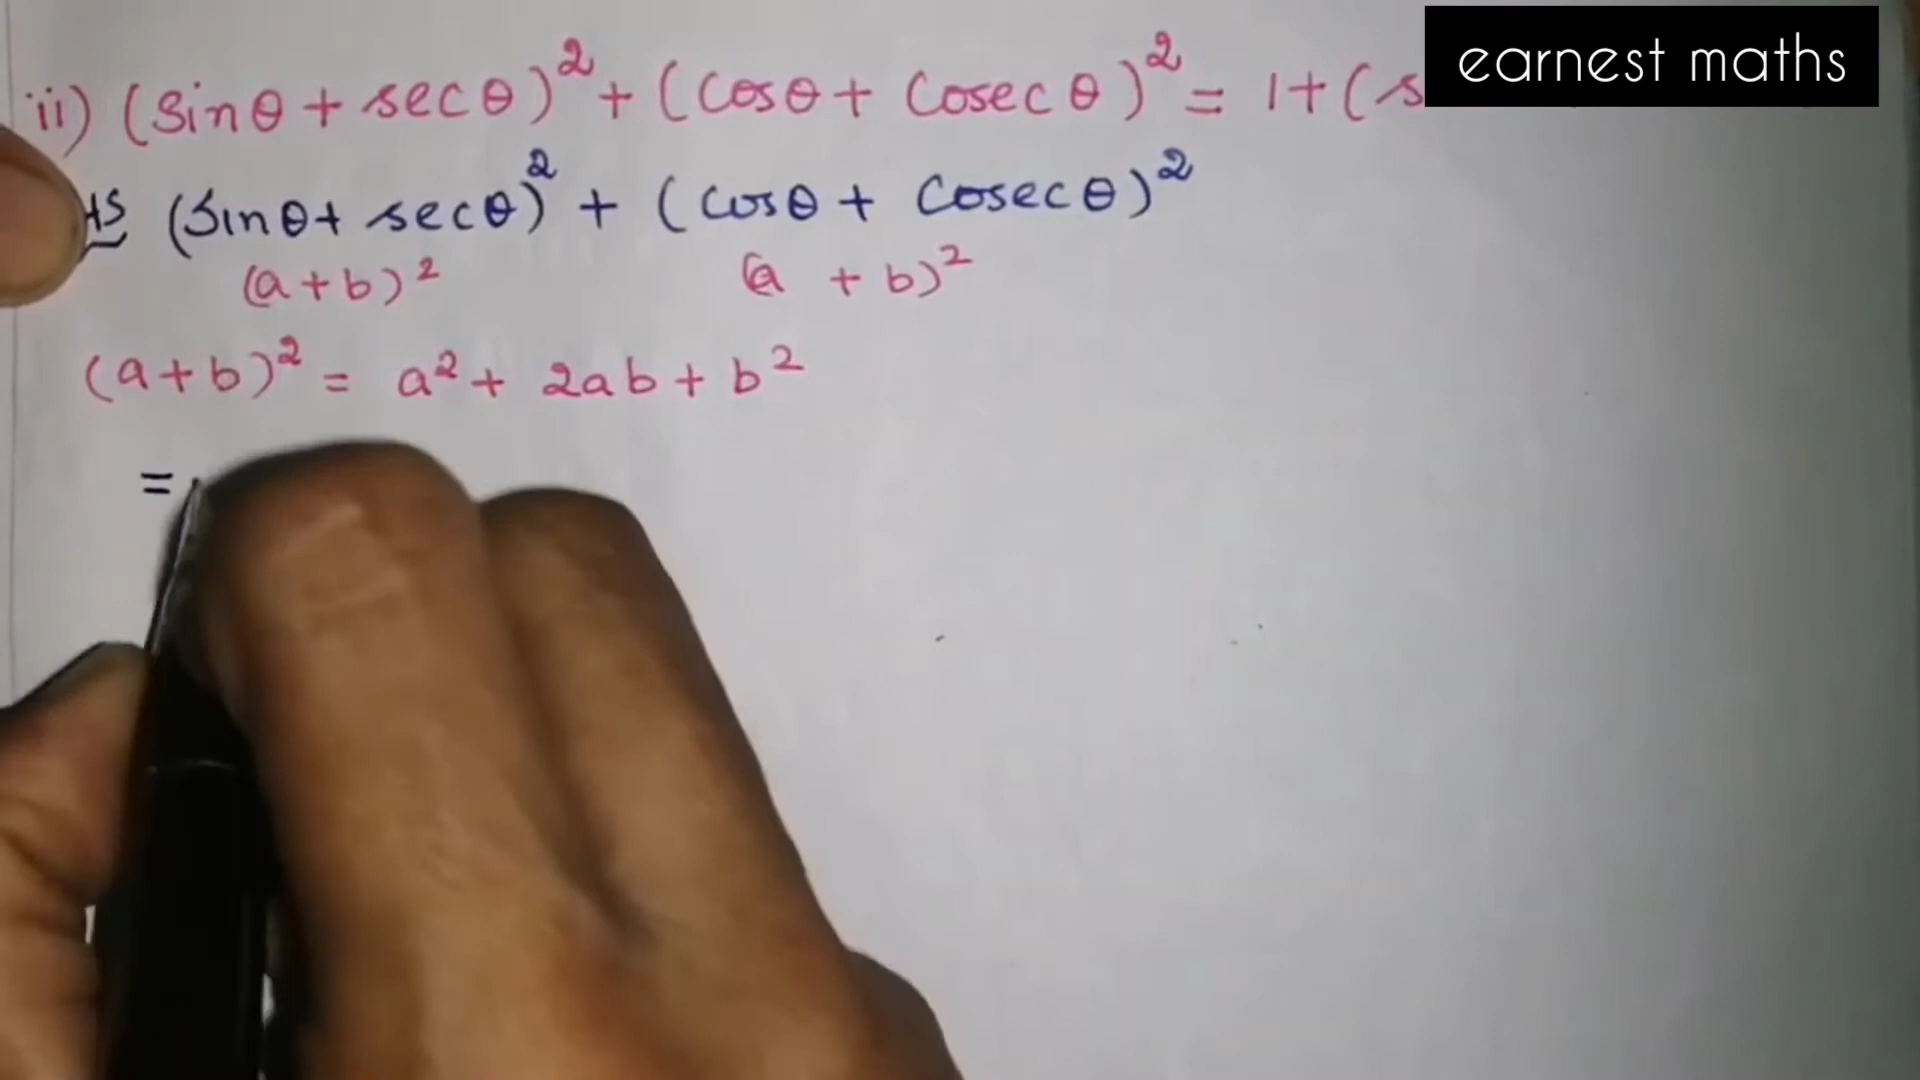 earnest maths
ii) (sinθ + secθ)² + (cosθ + cosecθ)² = 1+(s
HS (sinθ+ secθ)² + (cosθ + cosecθ)²
(a+b)² (a + b)²
(a+b)² = a² + 2ab + b²
=